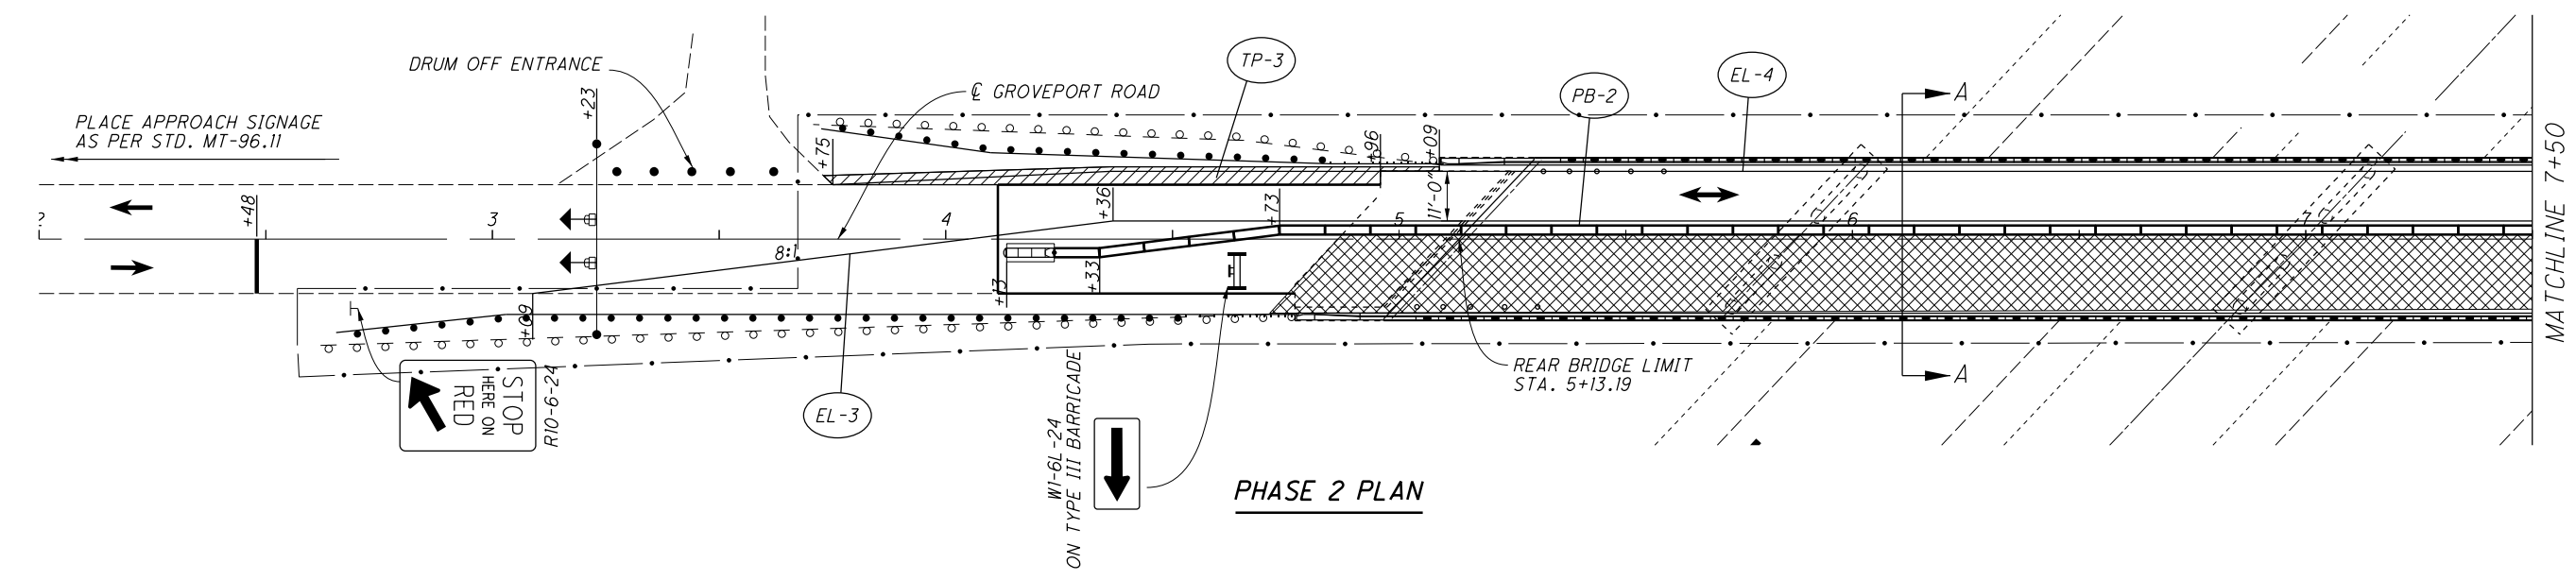 DRUM OFF ENTRANCE
PLACE APPROACH SIGNAGE
AS PER STD. MT-96.11
+23
℄ GROVEPORT ROAD
TP-3
PB-2
EL-4
A
+75
+96
+09
+48
3
4
+36
+73
11'-0"
5
6
7
8:1
+09
+13
+33
EL-3
STOP
HERE ON
RED
R10-6-24
W1-6L-24
ON TYPE III BARRICADE
REAR BRIDGE LIMIT
STA. 5+13.19
A
MATCHLINE 7+50
PHASE 2 PLAN